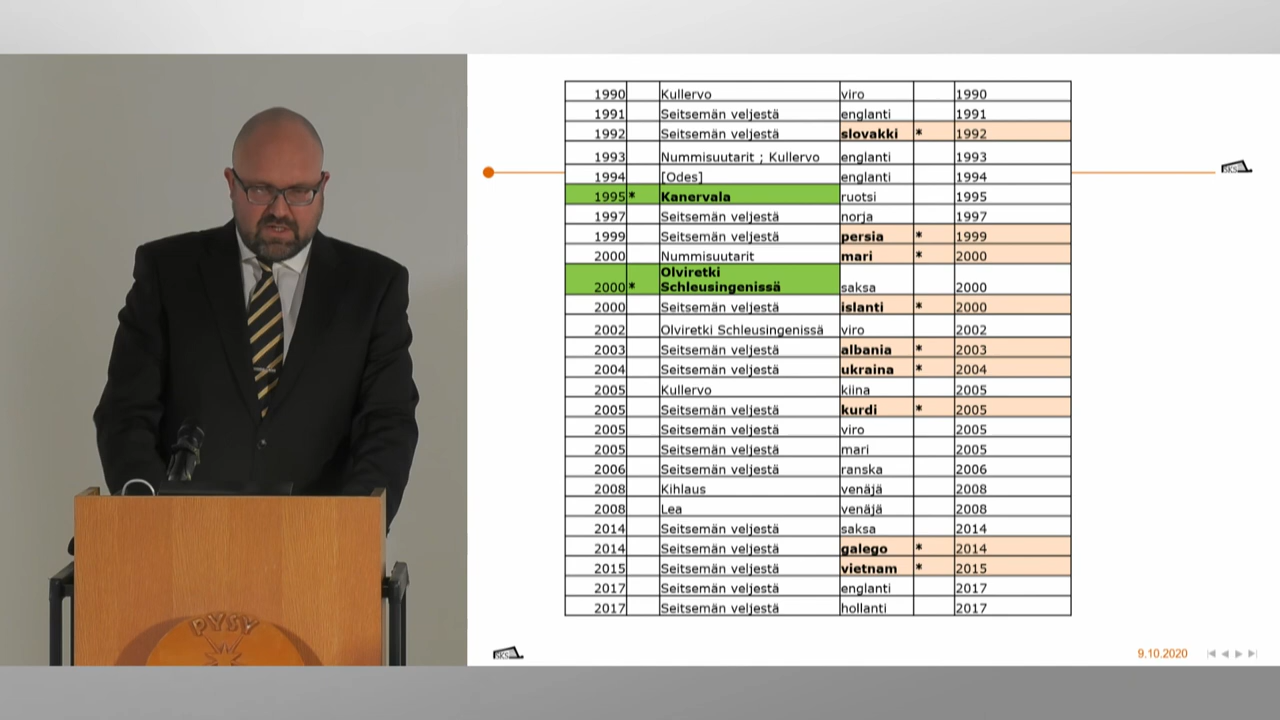 1990 Kullervo viro 1990
1991 Seitsemän veljestä englanti 1991
1992 Seitsemän veljestä slovakki * 1992
1993 Nummisuutarit ; Kullervo englanti 1993
1994 [Odes] englanti 1994
1995 * Kanervala ruotsi 1995
1997 Seitsemän veljestä norja 1997
1999 Seitsemän veljestä persia * 1999
2000 Nummisuutarit mari * 2000
Olviretki
2000 * Schleusingenissä saksa 2000
2000 Seitsemän veljestä islanti * 2000
2002 Olviretki Schleusingenissä viro 2002
2003 Seitsemän veljestä albania * 2003
2004 Seitsemän veljestä ukraina * 2004
2005 Kullervo kiina 2005
2005 Seitsemän veljestä kurdi * 2005
2005 Seitsemän veljestä viro 2005
2005 Seitsemän veljestä mari 2005
2006 Seitsemän veljestä ranska 2006
2008 Kihlaus venäjä 2008
2008 Lea venäjä 2008
2014 Seitsemän veljestä saksa 2014
2014 Seitsemän veljestä galego * 2014
2015 Seitsemän veljestä vietnam * 2015
2017 Seitsemän veljestä englanti 2017
2017 Seitsemän veljestä hollanti 2017
SKS
SKS
9.10.2020
PYSY